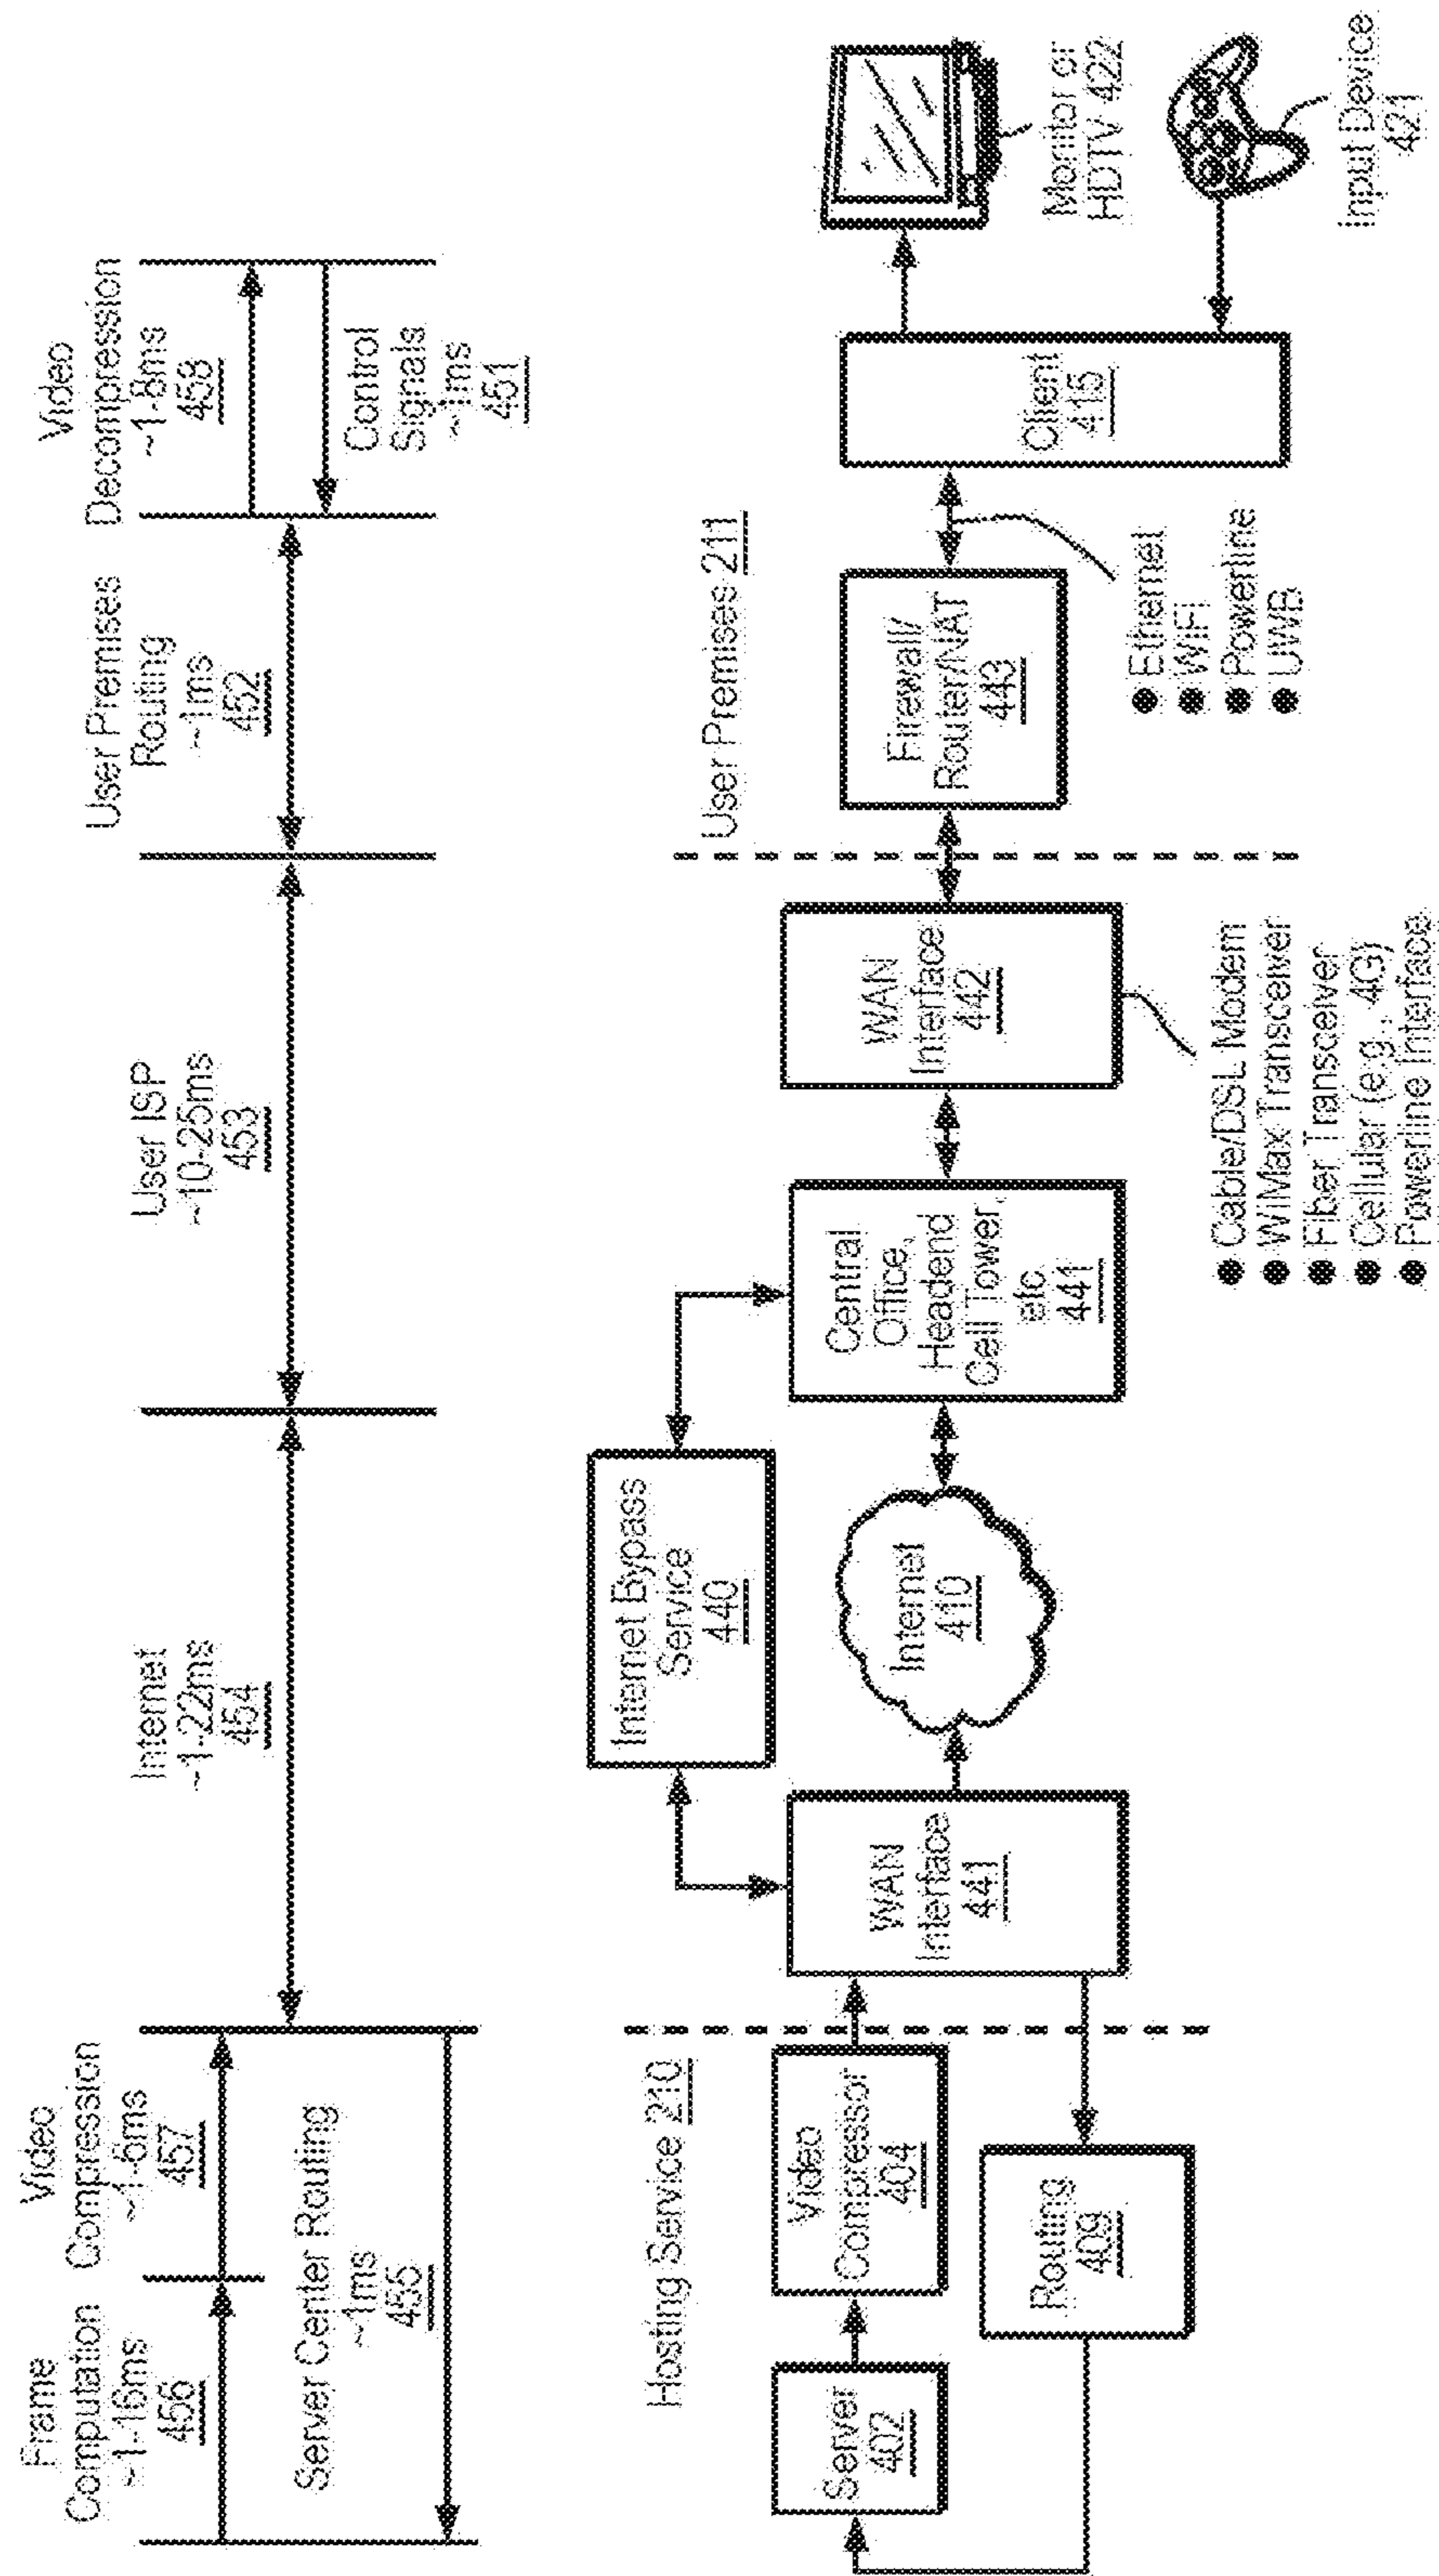 Frame
Computation
~1-16ms
456
Video
Compression
~1-6ms
457
Server Center Routing
~1ms
455
Internet
~1-22ms
454
User ISP
~10-25ms
453
User Premises
Routing
~1ms
452
Video
Decompression
~1-8ms
458
Control
Signals
~1ms
451
Hosting Service 210
Server
402
Video
Compressor
404
Routing
409
WAN
Interface
441
Internet Bypass
Service
440
Internet
410
Central
Office,
Headend
Cell Tower,
etc
441
WAN
Interface
442
● Cable/DSL Modem
● WiMax Transceiver
● Fiber Transceiver
● Cellular (e.g., 4G)
● Powerline Interface
User Premises 211
Firewall/
Router/NAT
443
● Ethernet
● WiFi
● Powerline
● UWB
Client
415
Monitor or
HDTV 422
Input Device
421